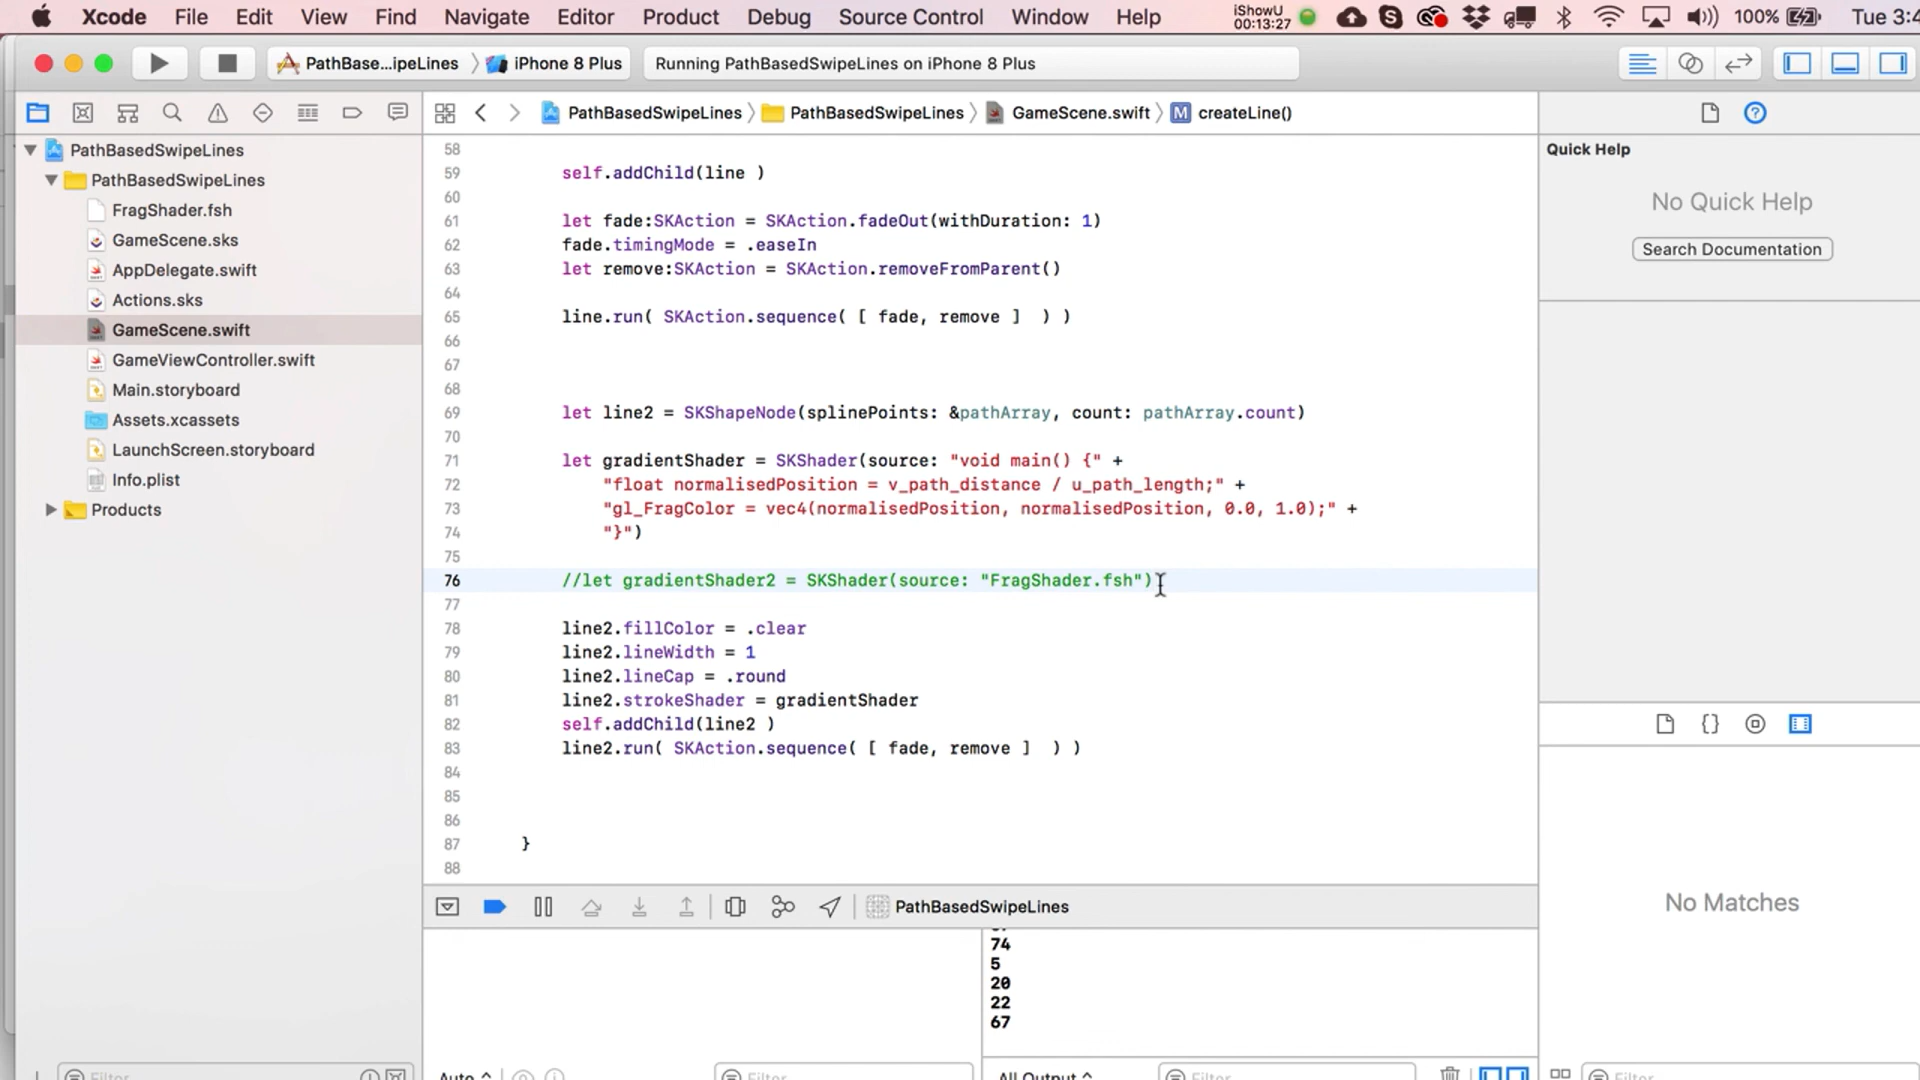 Xcode File Edit View Find Navigate Editor Product Debug Source Control Window Help iShowU 00:13:27 100% Tue 3:4
PathBase...ipeLines iPhone 8 Plus Running PathBasedSwipeLines on iPhone 8 Plus
PathBasedSwipeLines PathBasedSwipeLines GameScene.swift M createLine()
PathBasedSwipeLines
PathBasedSwipeLines
FragShader.fsh
GameScene.sks
AppDelegate.swift
Actions.sks
GameScene.swift
GameViewController.swift
Main.storyboard
Assets.xcassets
LaunchScreen.storyboard
Info.plist
Products
58
59 self.addChild(line )
60
61 let fade:SKAction = SKAction.fadeOut(withDuration: 1)
62 fade.timingMode = .easeIn
63 let remove:SKAction = SKAction.removeFromParent()
64
65 line.run( SKAction.sequence( [ fade, remove ]  ) )
66
67
68
69 let line2 = SKShapeNode(splinePoints: &pathArray, count: pathArray.count)
70
71 let gradientShader = SKShader(source: "void main() {" +
72 "float normalisedPosition = v_path_distance / u_path_length;" +
73 "gl_FragColor = vec4(normalisedPosition, normalisedPosition, 0.0, 1.0);" +
74 "}")
75
76 //let gradientShader2 = SKShader(source: "FragShader.fsh")
77
78 line2.fillColor = .clear
79 line2.lineWidth = 1
80 line2.lineCap = .round
81 line2.strokeShader = gradientShader
82 self.addChild(line2 )
83 line2.run( SKAction.sequence( [ fade, remove ]  ) )
84
85
86
87 }
88
Quick Help
No Quick Help
Search Documentation
No Matches
PathBasedSwipeLines
74
5
20
22
67
Filter Auto Filter All Output Filter Filter